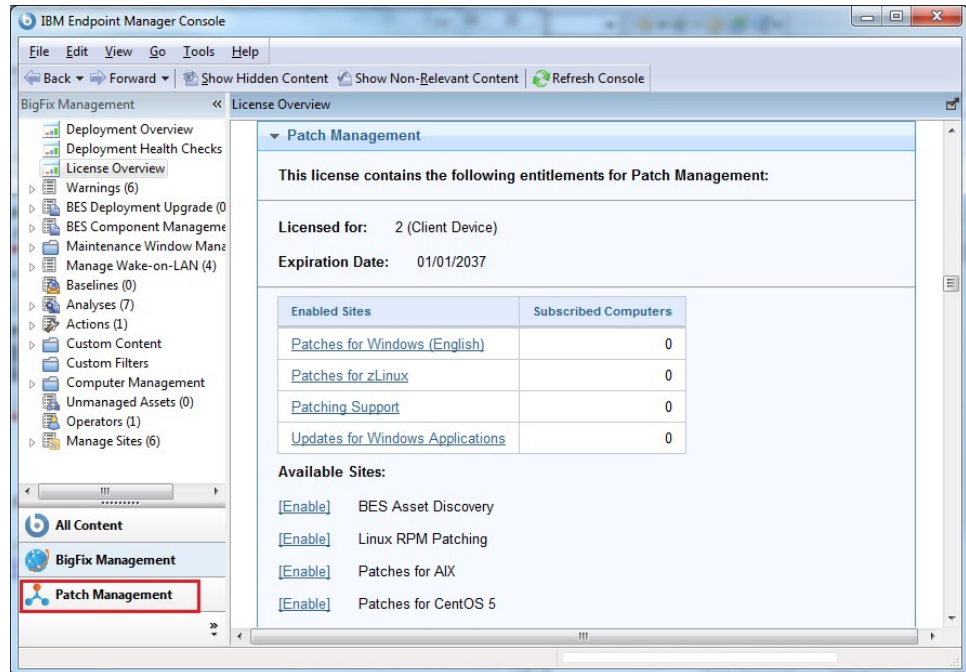 IBM Endpoint Manager Console
File Edit View Go Tools Help
Back Forward Show Hidden Content Show Non-Relevant Content Refresh Console
BigFix Management « License Overview
Deployment Overview
Deployment Health Checks
License Overview
Warnings (6)
BES Deployment Upgrade (0
BES Component Manageme
Maintenance Window Mana
Manage Wake-on-LAN (4)
Baselines (0)
Analyses (7)
Actions (1)
Custom Content
Custom Filters
Computer Management
Unmanaged Assets (0)
Operators (1)
Manage Sites (6)
All Content
BigFix Management
Patch Management
»
Patch Management
This license contains the following entitlements for Patch Management:
Licensed for: 2 (Client Device)
Expiration Date: 01/01/2037
Enabled Sites Subscribed Computers
Patches for Windows (English) 0
Patches for zLinux 0
Patching Support 0
Updates for Windows Applications 0
Available Sites:
[Enable] BES Asset Discovery
[Enable] Linux RPM Patching
[Enable] Patches for AIX
[Enable] Patches for CentOS 5